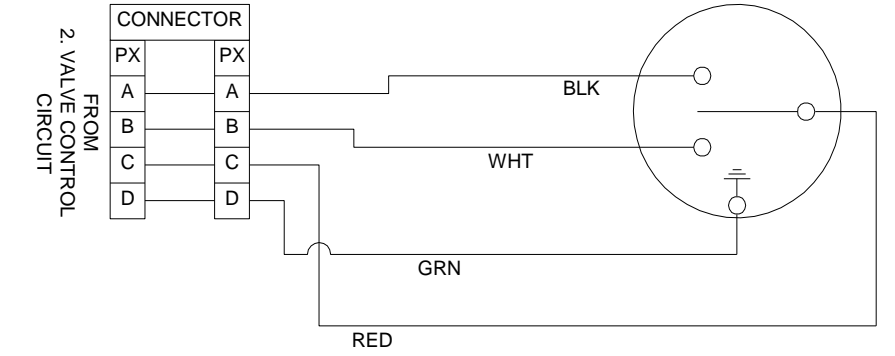 CONNECTOR
PX PX
A A
B B
C C
D D
FROM
2. VALVE CONTROL
CIRCUIT
BLK
WHT
GRN
RED